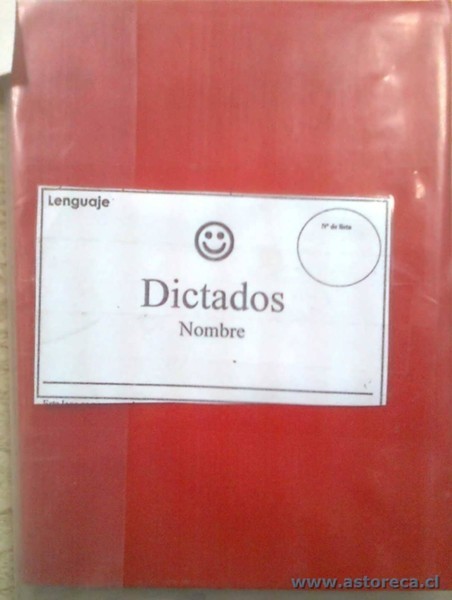 Lenguaje
Nº de lista
Dictados
Nombre
www.astoreca.cl